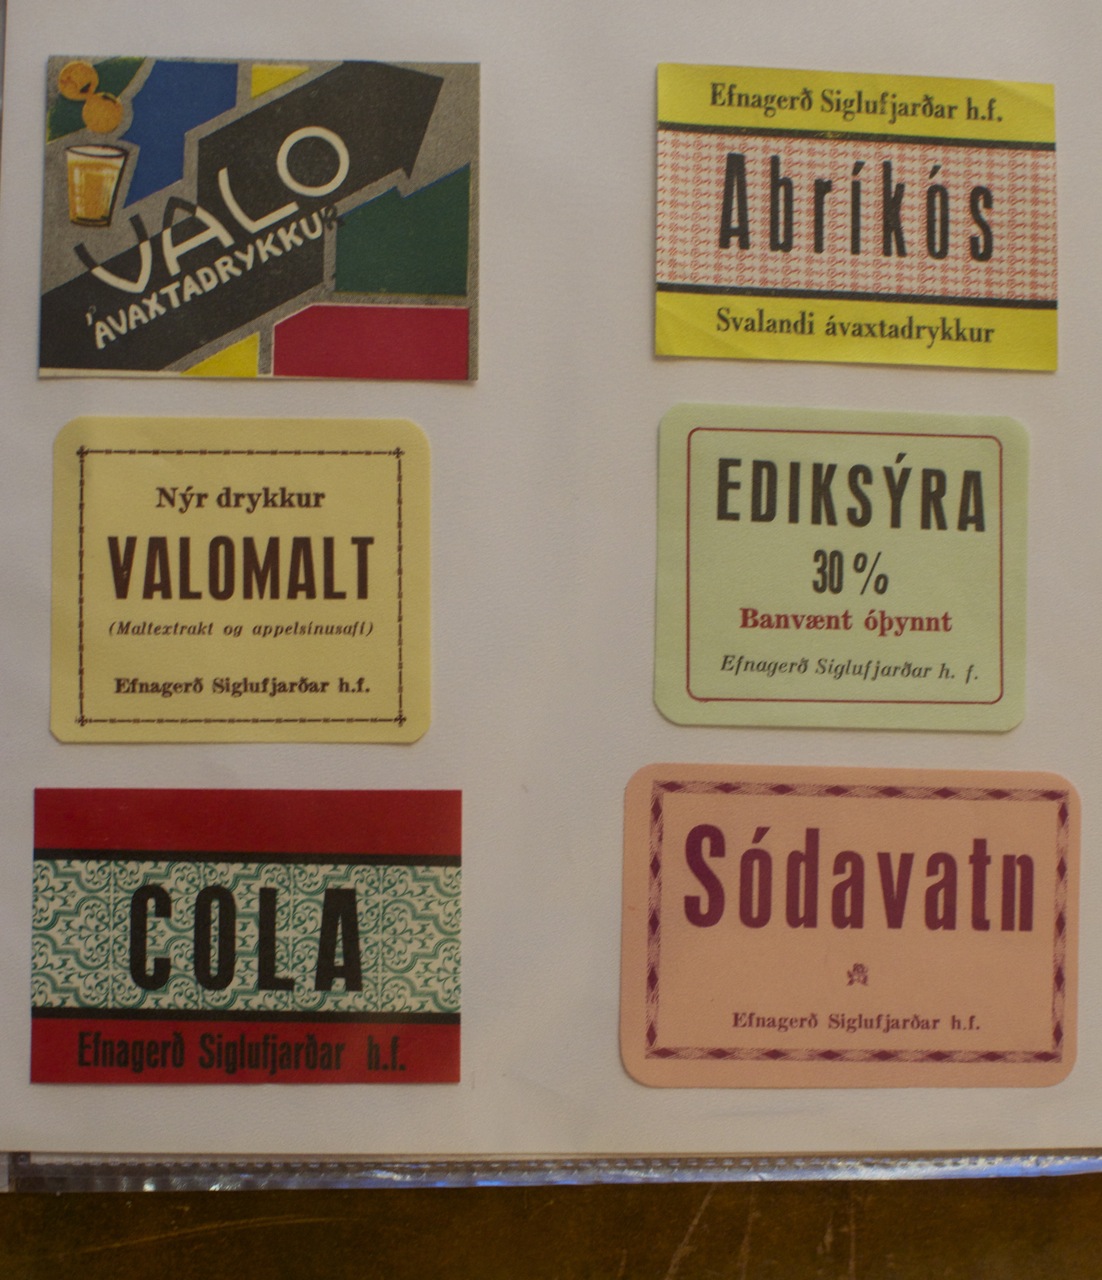 VALO
ÁVAXTADRYKKUR
Efnagerð Siglufjarðar h.f.
Abríkós
Svalandi ávaxtadrykkur
Nýr drykkur
VALOMALT
(Maltextrakt og appelsinusafi)
Efnagerð Siglufjarðar h.f.
EDIKSÝRA
30 %
Banvænt óþynnt
Efnagerð Siglufjarðar h. f.
COLA
Efnagerð Siglufjarðar h.f.
Sódavatn
Efnagerð Siglufjarðar h.f.